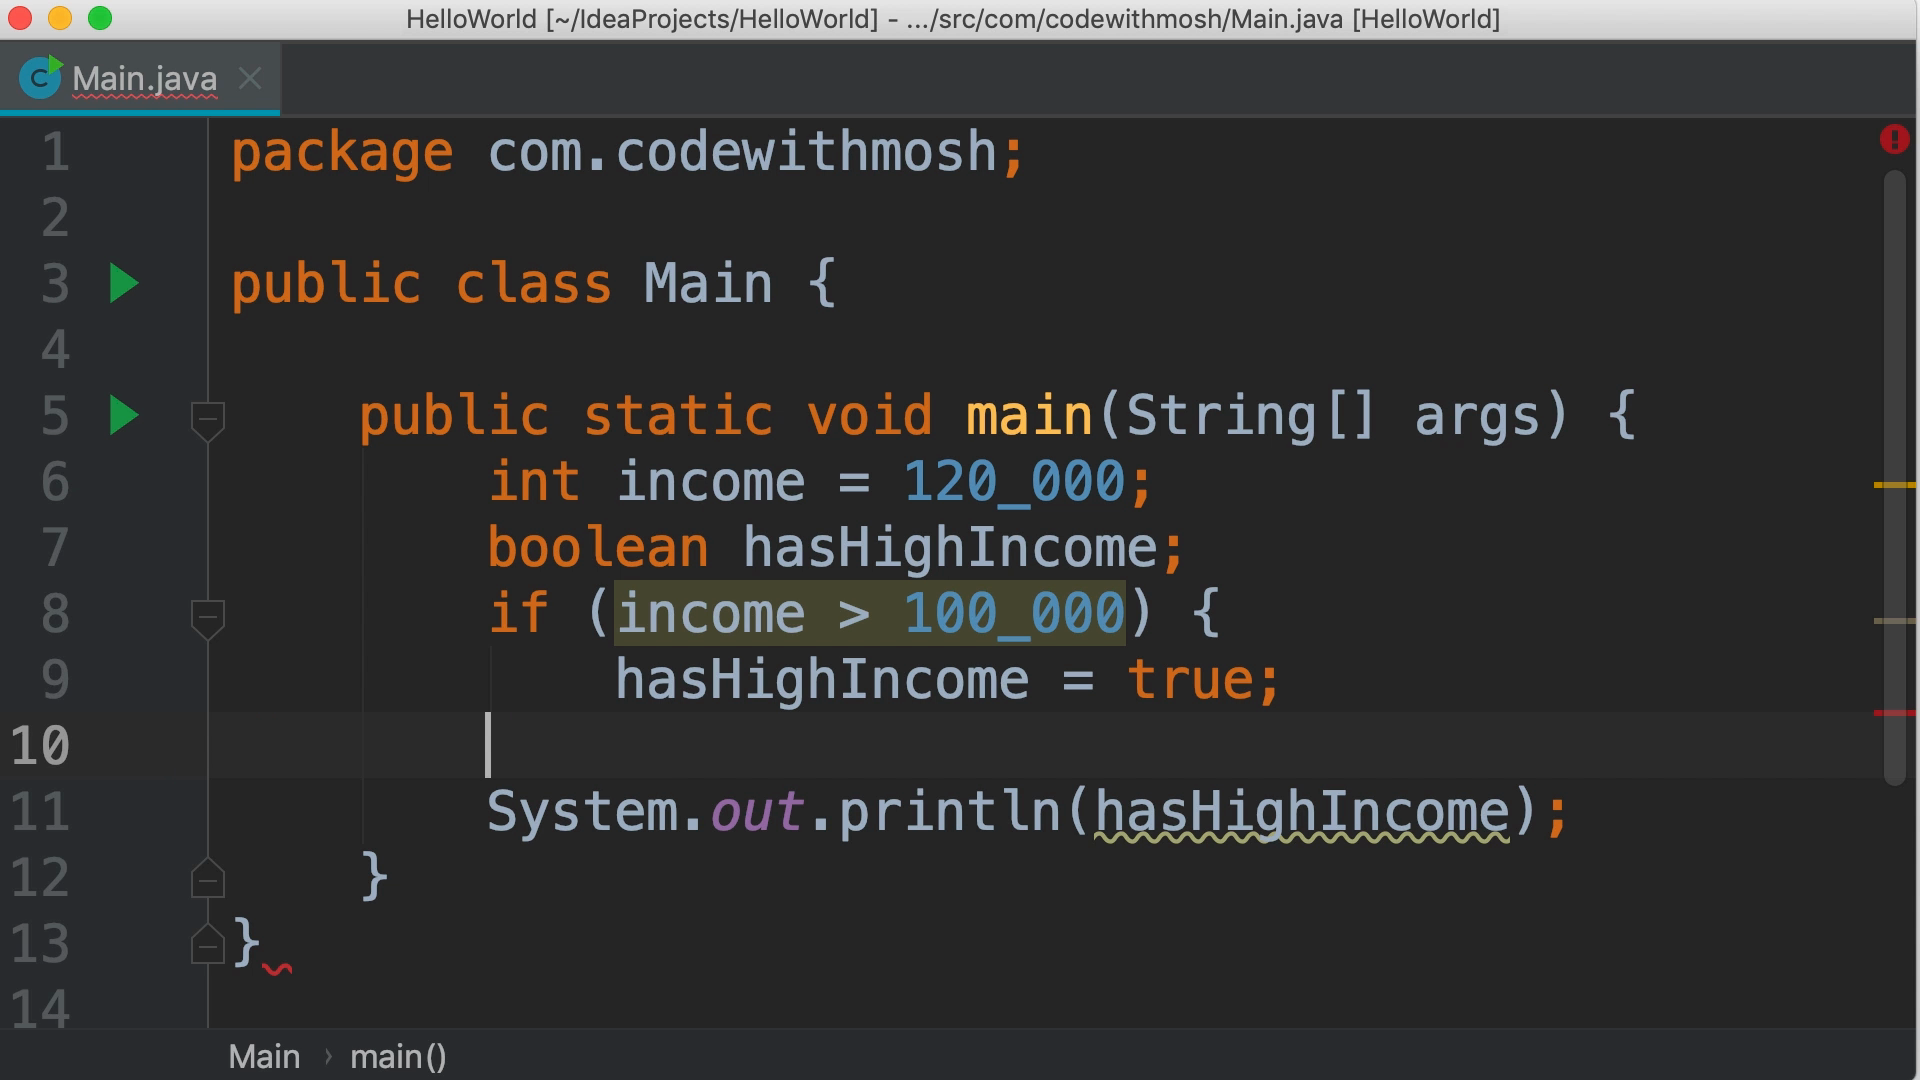 HelloWorld [~/IdeaProjects/HelloWorld] - .../src/com/codewithmosh/Main.java [HelloWorld]
C Main.java
1 package com.codewithmosh;
2
3 public class Main {
4
5 public static void main(String[] args) {
6 int income = 120_000;
7 boolean hasHighIncome;
8 if (income > 100_000) {
9 hasHighIncome = true;
10
11 System.out.println(hasHighIncome);
12 }
13 }
14
Main › main()